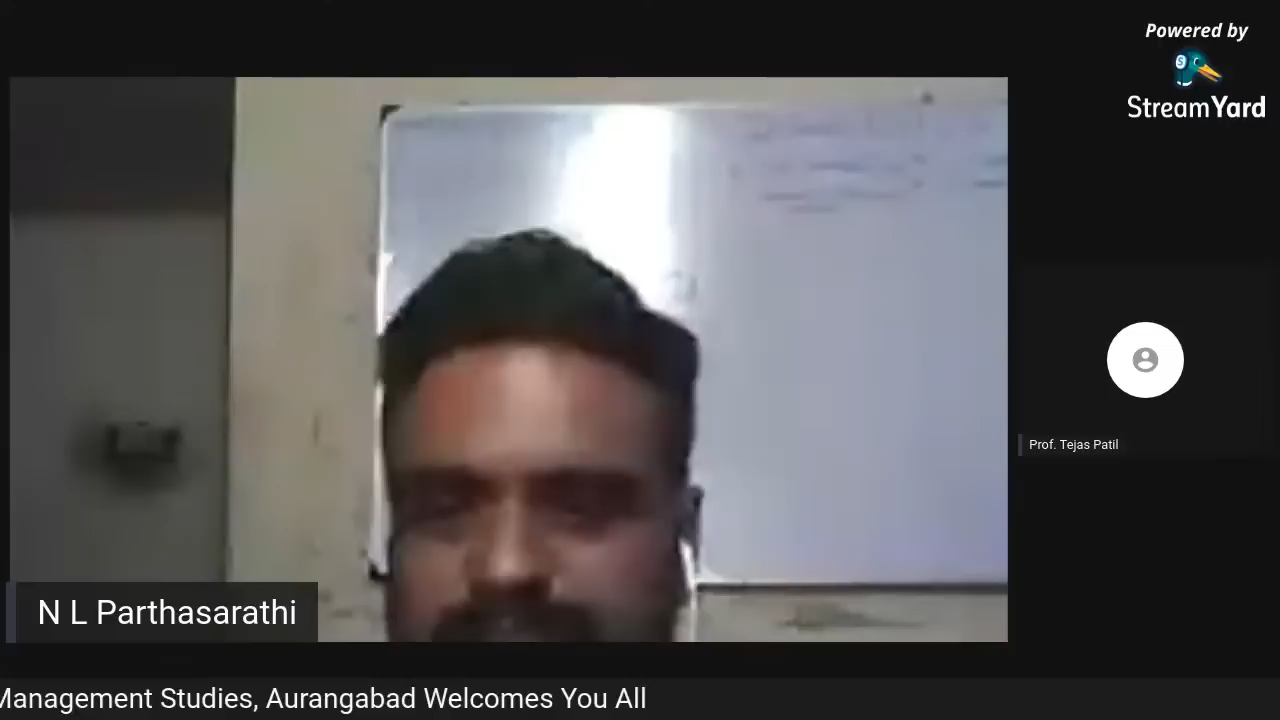 Powered by
StreamYard
Prof. Tejas Patil
N L Parthasarathi
Management Studies, Aurangabad Welcomes You All